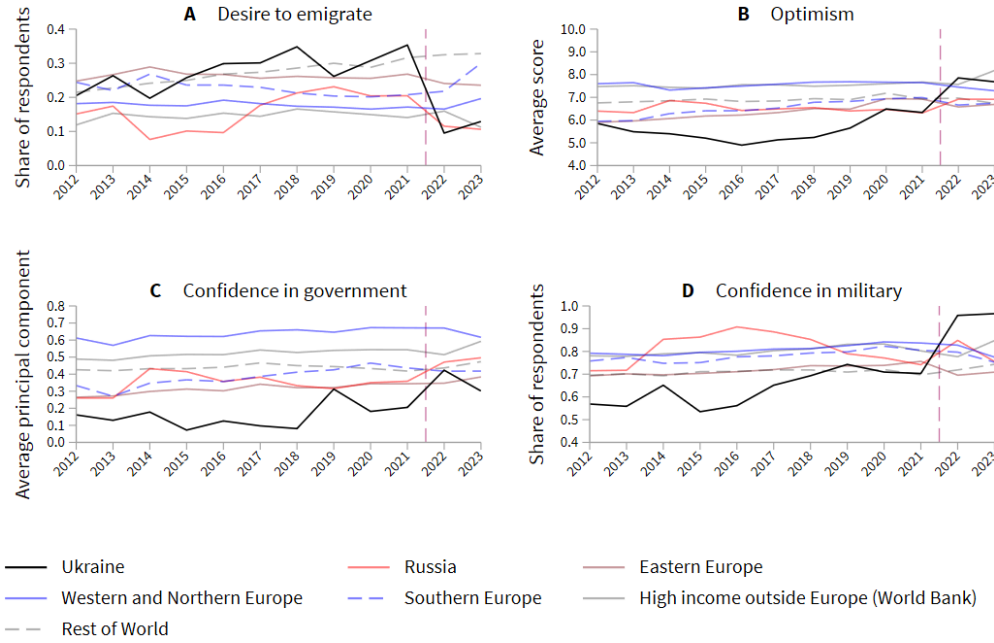 A Desire to emigrate
Share of respondents
0.4
0.3
0.2
0.1
0.0
2012 2013 2014 2015 2016 2017 2018 2019 2020 2021 2022 2023
B Optimism
Average score
10.0
9.0
8.0
7.0
6.0
5.0
4.0
2012 2013 2014 2015 2016 2017 2018 2019 2020 2021 2022 2023
C Confidence in government
Average principal component
0.8
0.7
0.6
0.5
0.4
0.3
0.2
0.1
0.0
2012 2013 2014 2015 2016 2017 2018 2019 2020 2021 2022 2023
D Confidence in military
Share of respondents
1.0
0.9
0.8
0.7
0.6
0.5
0.4
2012 2013 2014 2015 2016 2017 2018 2019 2020 2021 2022 2023
Ukraine Russia Eastern Europe
Western and Northern Europe Southern Europe High income outside Europe (World Bank)
Rest of World